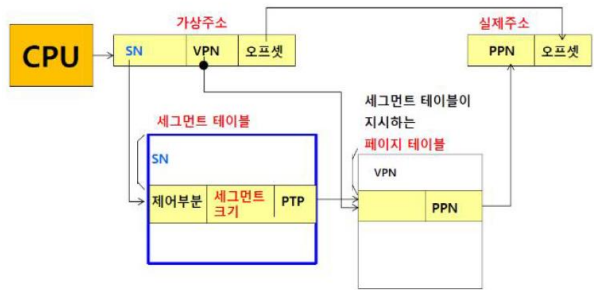 가상주소
실제주소
CPU
SN
VPN
오프셋
PPN
오프셋
세그먼트 테이블
세그먼트 테이블이
지시하는
페이지 테이블
SN
VPN
제어부분
세그먼트
크기
PTP
PPN